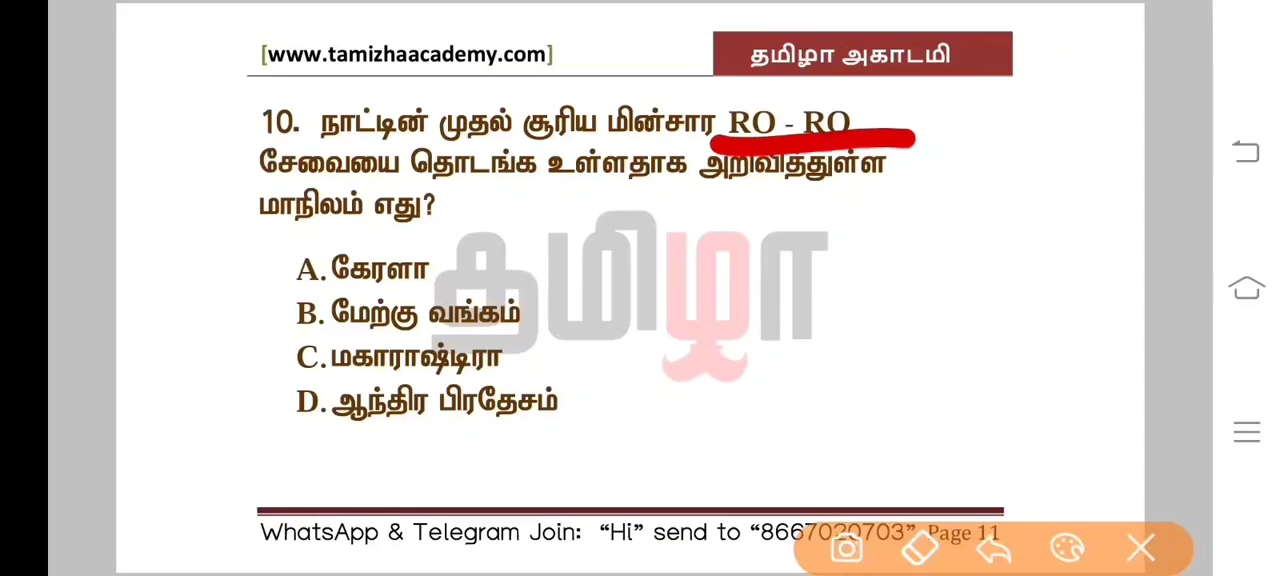 [www.tamizhaacademy.com]
தமிழா அகாடமி
10. நாட்டின் முதல் சூரிய மின்சார RO - RO
சேவையை தொடங்க உள்ளதாக அறிவித்துள்ள
மாநிலம் எது?
தமிழா
A. கேரளா
B. மேற்கு வங்கம்
C. மகாராஷ்டிரா
D. ஆந்திர பிரதேசம்
WhatsApp & Telegram Join: “Hi” send to “8667020703” Page 11